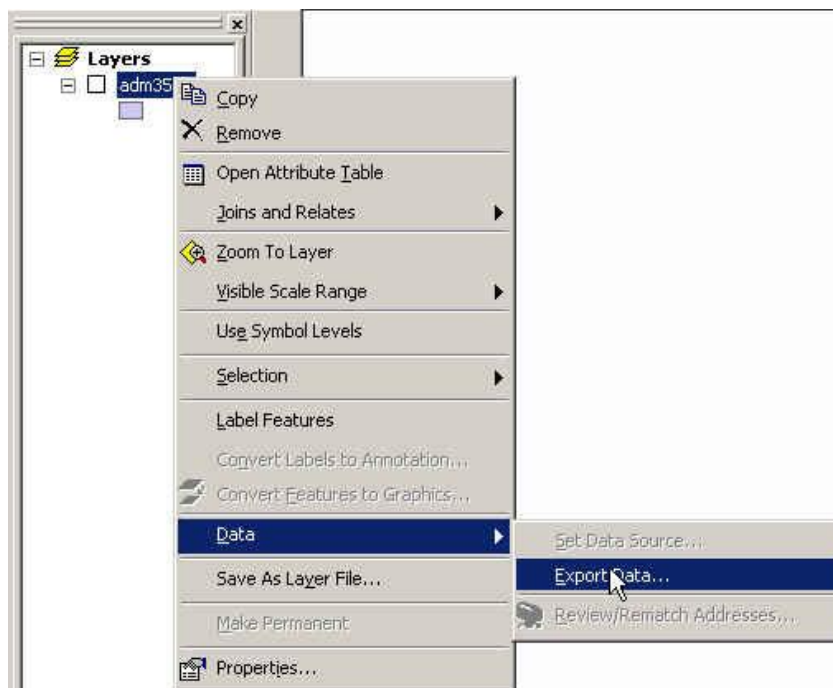 Layers
adm35
Copy
Remove
Open Attribute Table
Joins and Relates
Zoom To Layer
Visible Scale Range
Use Symbol Levels
Selection
Label Features
Convert Labels to Annotation...
Convert Features to Graphics...
Data
Set Data Source...
Save As Layer File...
Export Data...
Make Permanent
Review/Rematch Addresses...
Properties...